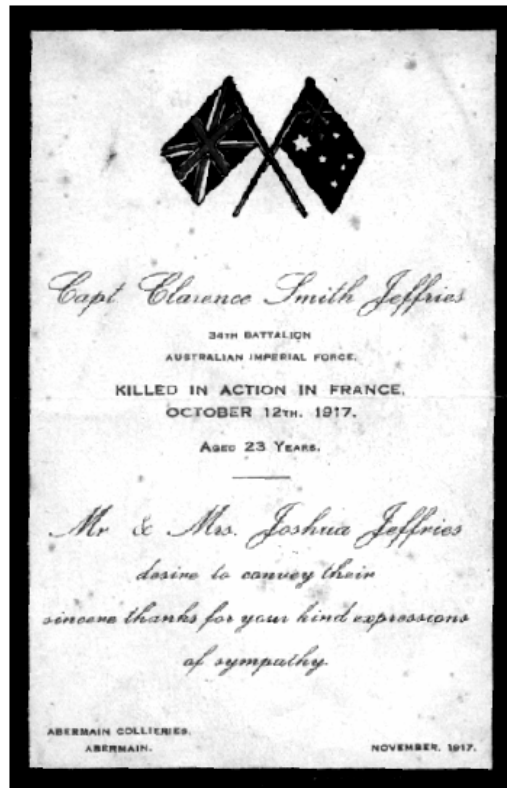 Capt Clarence Smith Jeffries
34TH BATTALION
AUSTRALIAN IMPERIAL FORCE.
KILLED IN ACTION IN FRANCE,
OCTOBER 12TH. 1917.
AGED 23 YEARS.
Mr & Mrs. Joshua Jeffries
desire to convey their
sincere thanks for your kind expressions
of sympathy.
ABERMAIN COLLIERIES,
ABERMAIN.
NOVEMBER, 1917.